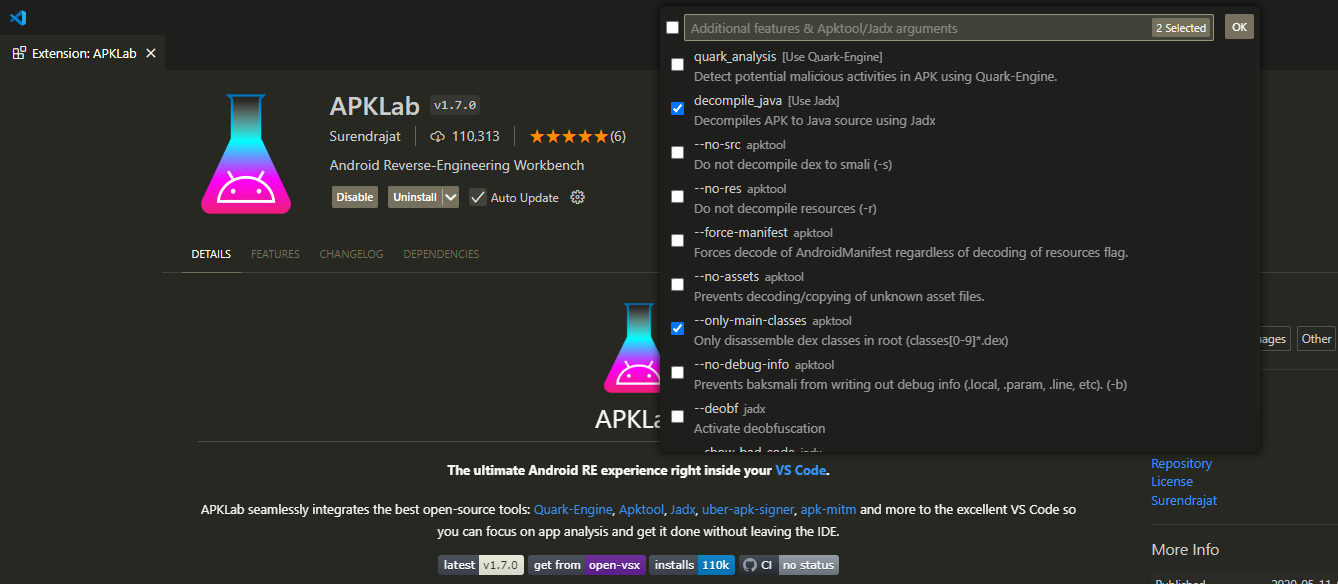 Extension: APKLab
APKLab v1.7.0
Surendrajat 110,313 (6)
Android Reverse-Engineering Workbench
Disable Uninstall Auto Update
DETAILS FEATURES CHANGELOG DEPENDENCIES
Additional features & Apktool/Jadx arguments 2 Selected OK
quark_analysis [Use Quark-Engine]
Detect potential malicious activities in APK using Quark-Engine.
decompile_java [Use Jadx]
Decompiles APK to Java source using Jadx
--no-src apktool
Do not decompile dex to smali (-s)
--no-res apktool
Do not decompile resources (-r)
--force-manifest apktool
Forces decode of AndroidManifest regardless of decoding of resources flag.
--no-assets apktool
Prevents decoding/copying of unknown asset files.
--only-main-classes apktool
Only disassemble dex classes in root (classes[0-9]*.dex)
--no-debug-info apktool
Prevents baksmali from writing out debug info (.local, .param, .line, etc). (-b)
--deobf jadx
Activate deobfuscation
--show_bad_code jadx
APKLa
The ultimate Android RE experience right inside your VS Code.
APKLab seamlessly integrates the best open-source tools: Quark-Engine, Apktool, Jadx, uber-apk-signer, apk-mitm and more to the excellent VS Code so
you can focus on app analysis and get it done without leaving the IDE.
latest v1.7.0 get from open-vsx installs 110k CI no status
uages Other
Repository
License
Surendrajat
More Info
Published 2020-05-11